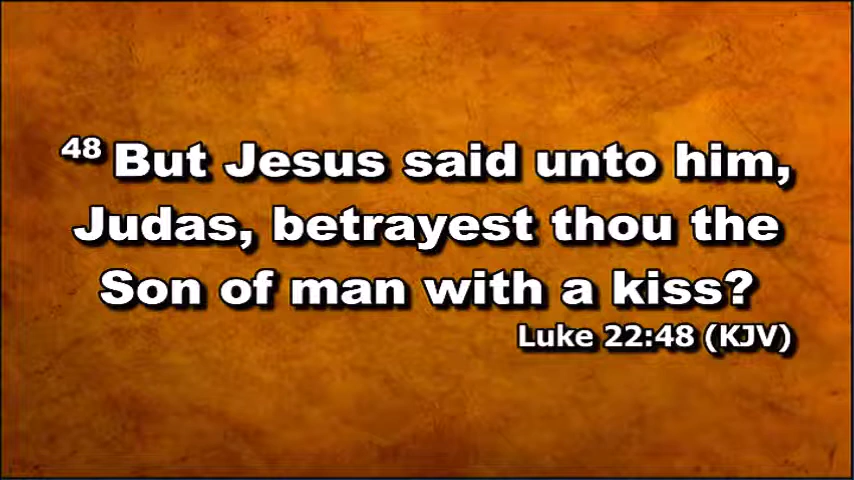 48 But Jesus said unto him,
Judas, betrayest thou the
Son of man with a kiss?
Luke 22:48 (KJV)